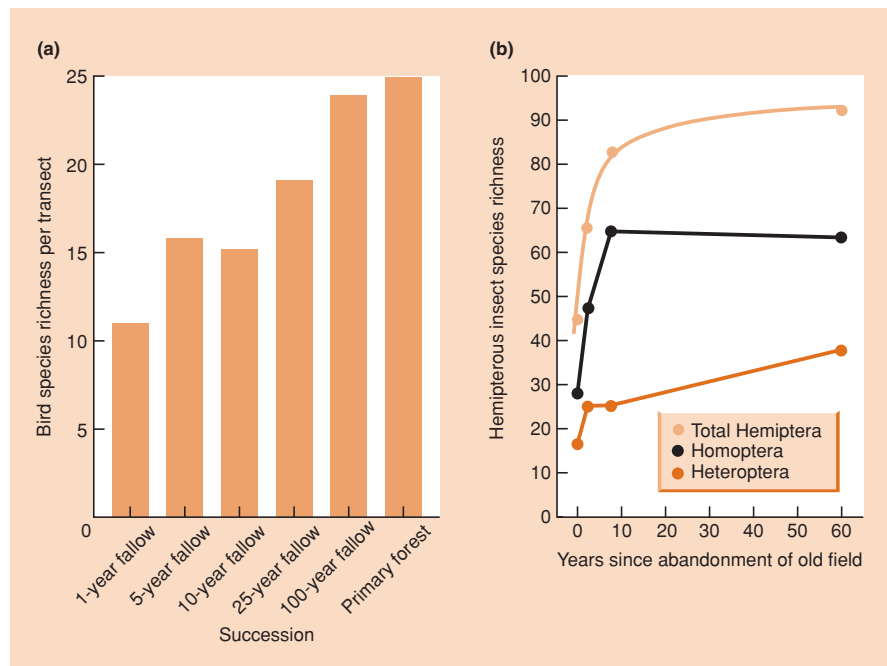 (a)
Bird species richness per transect
25
20
15
10
5
0
1-year fallow
5-year fallow
10-year fallow
25-year fallow
100-year fallow
Primary forest
Succession
(b)
Hemipterous insect species richness
100
90
80
70
60
50
40
30
20
10
0
Total Hemiptera
Homoptera
Heteroptera
0 10 20 30 40 50 60
Years since abandonment of old field